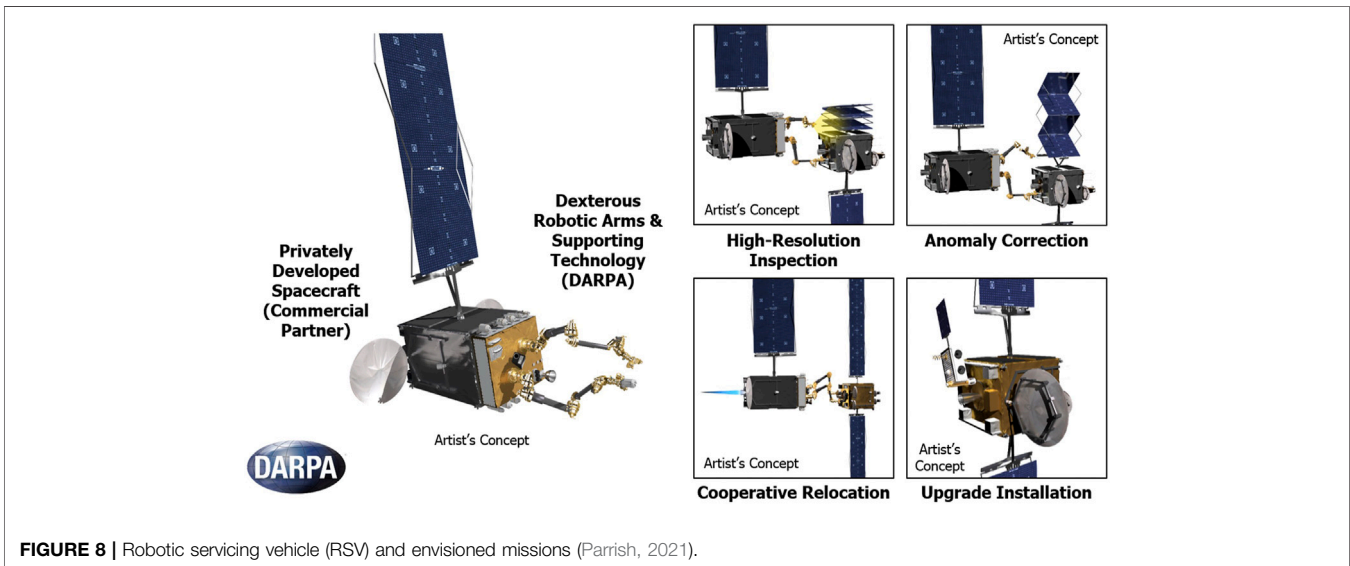 Privately
Developed
Spacecraft
(Commercial
Partner)
Dexterous
Robotic Arms &
Supporting
Technology
(DARPA)
Artist's Concept
DARPA
Artist's Concept
High-Resolution
Inspection
Artist's Concept
Anomaly Correction
Artist's Concept
Cooperative Relocation
Artist's
Concept
Upgrade Installation
FIGURE 8 | Robotic servicing vehicle (RSV) and envisioned missions (Parrish, 2021).